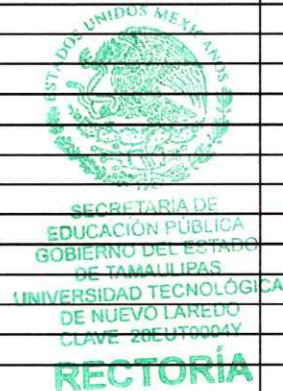 ESTADOS UNIDOS MEXICANOS
SECRETARÍA DE
EDUCACIÓN PÚBLICA
GOBIERNO DEL ESTADO
DE TAMAULIPAS
UNIVERSIDAD TECNOLÓGICA
DE NUEVO LAREDO
CLAVE 28EUT0004Y
RECTORÍA